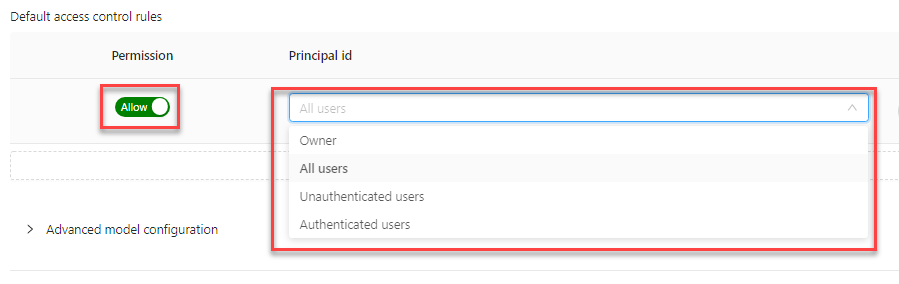 Default access control rules
Permission Principal id
Allow All users
Owner
All users
Unauthenticated users
Authenticated users
Advanced model configuration